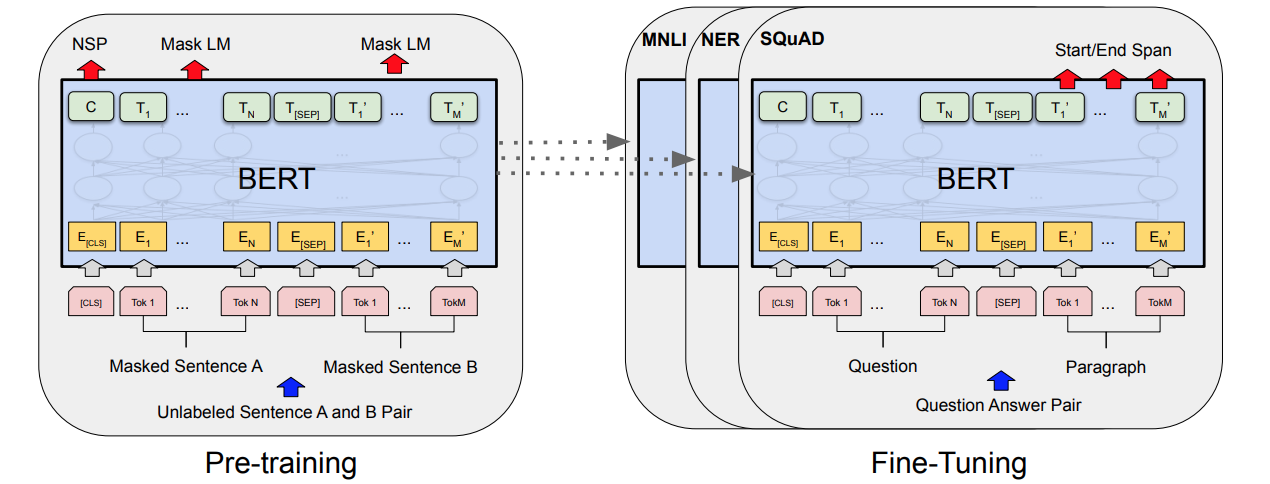 NSP Mask LM Mask LM
C T1 ... TN T[SEP] T1' ... TM'
...
BERT
...
E[CLS] E1 ... EN E[SEP] E1' ... EM'
[CLS] Tok 1 ... Tok N [SEP] Tok 1 ... TokM
Masked Sentence A Masked Sentence B
Unlabeled Sentence A and B Pair
Pre-training
MNLI NER SQuAD
Start/End Span
C T1 ... TN T[SEP] T1' ... TM'
...
BERT
...
E[CLS] E1 ... EN E[SEP] E1' ... EM'
[CLS] Tok 1 ... Tok N [SEP] Tok 1 ... TokM
Question Paragraph
Question Answer Pair
Fine-Tuning